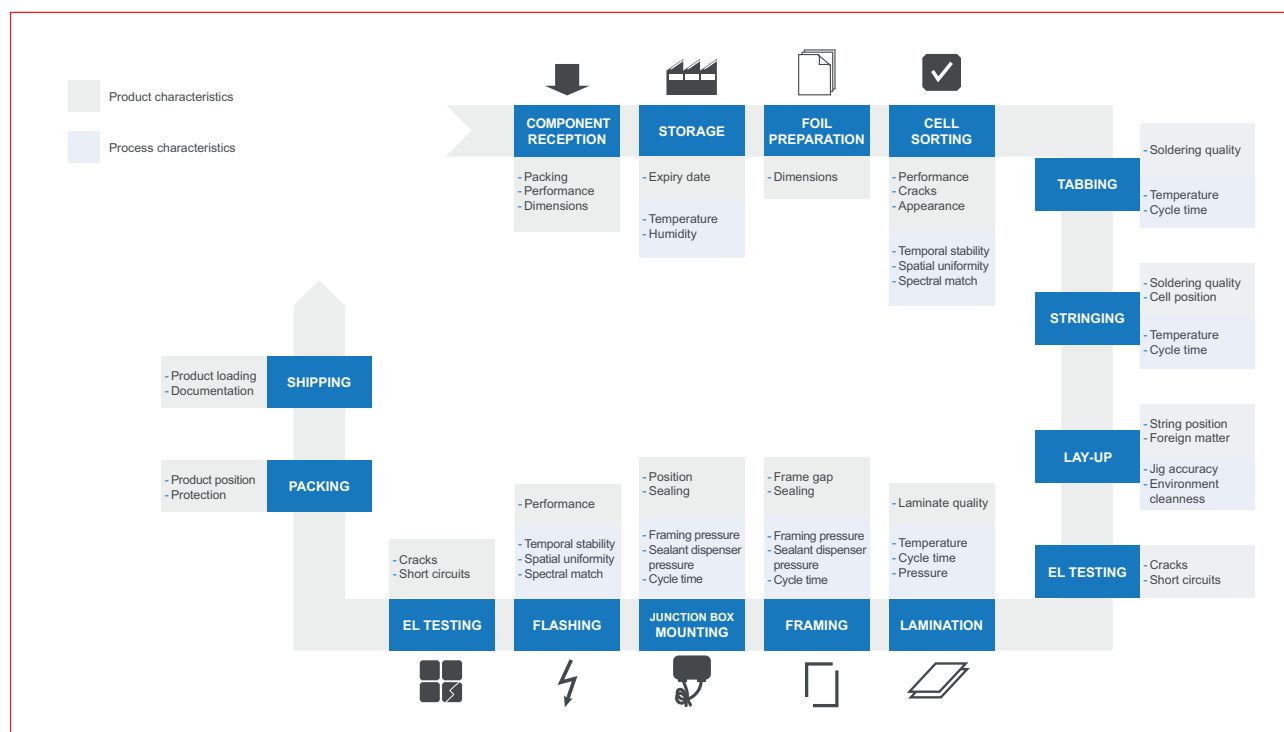 Product characteristics
Process characteristics
COMPONENT
RECEPTION
- Packing
- Performance
- Dimensions
STORAGE
- Expiry date
- Temperature
- Humidity
FOIL
PREPARATION
- Dimensions
CELL
SORTING
- Performance
- Cracks
- Appearance
- Temporal stability
- Spatial uniformity
- Spectral match
TABBING
- Soldering quality
- Temperature
- Cycle time
STRINGING
- Soldering quality
- Cell position
- Temperature
- Cycle time
LAY-UP
- String position
- Foreign matter
- Jig accuracy
- Environment
cleanness
EL TESTING
- Cracks
- Short circuits
- Laminate quality
- Temperature
- Cycle time
- Pressure
LAMINATION
- Frame gap
- Sealing
- Framing pressure
- Sealant dispenser
pressure
- Cycle time
FRAMING
- Position
- Sealing
- Framing pressure
- Sealant dispenser
pressure
- Cycle time
JUNCTION BOX
MOUNTING
- Performance
- Temporal stability
- Spatial uniformity
- Spectral match
FLASHING
- Cracks
- Short circuits
EL TESTING
- Product position
- Protection
PACKING
- Product loading
- Documentation
SHIPPING